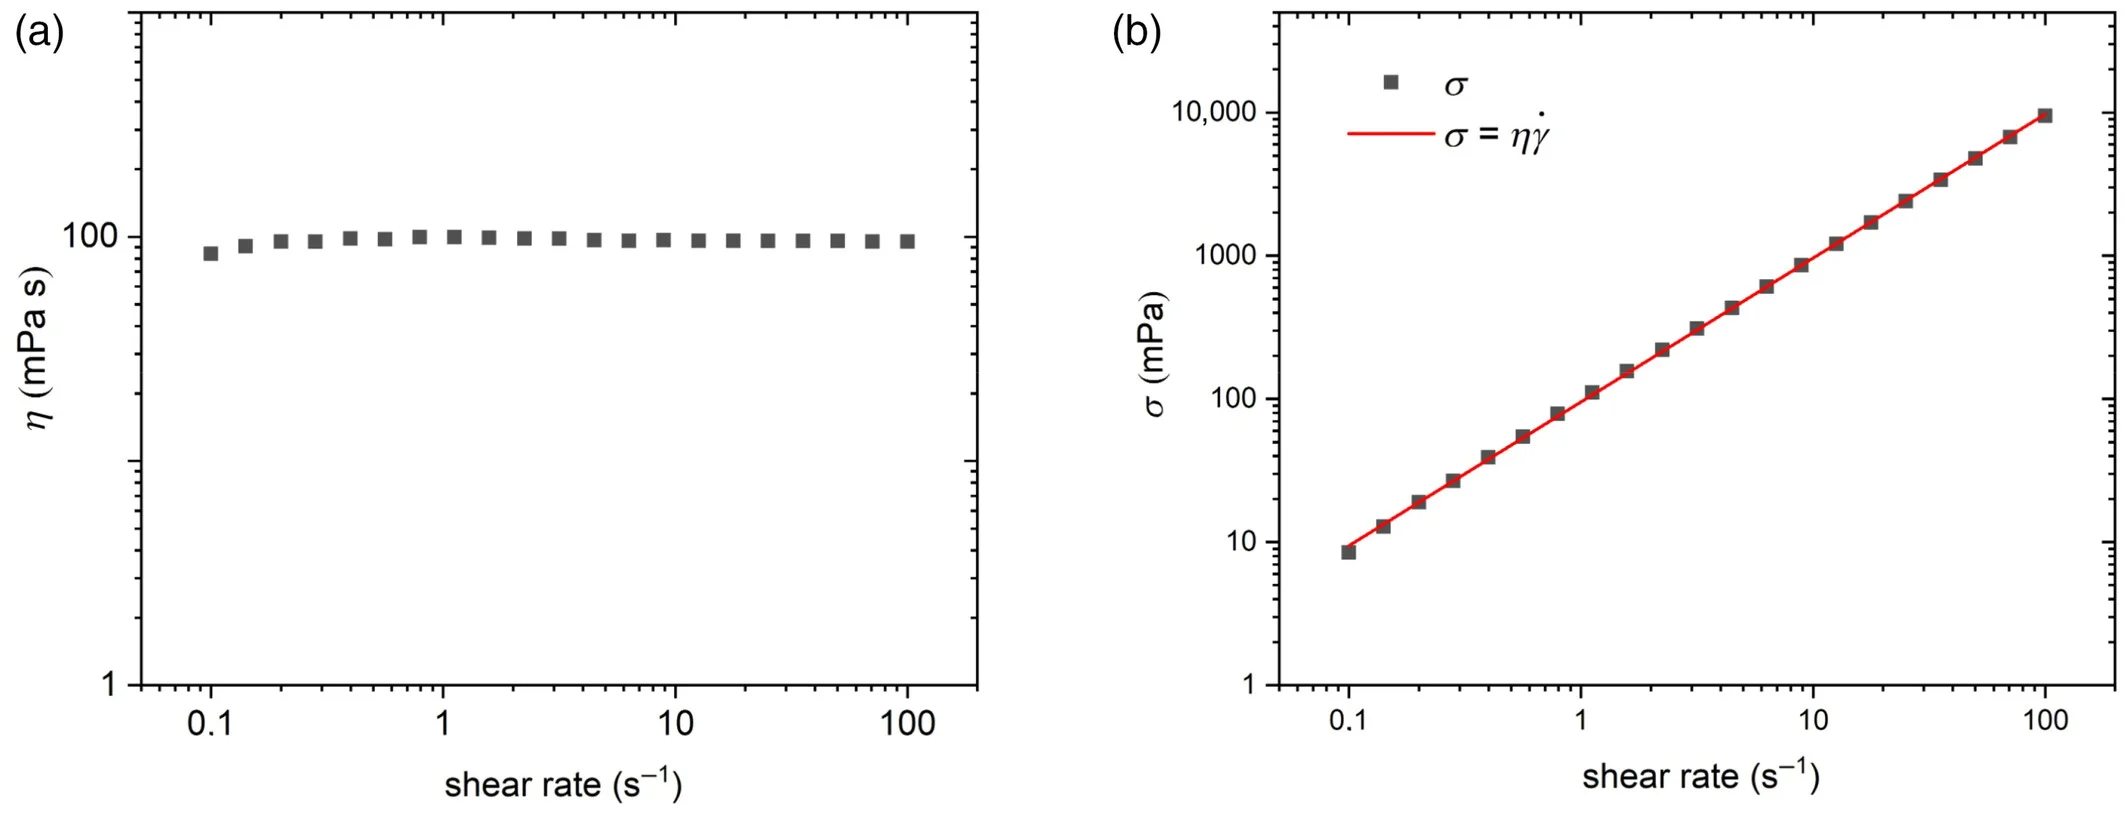 (a)
100
1
η (mPa s)
0.1 1 10 100
shear rate (s⁻¹)
(b)
σ
σ = ηγ̇
10,000
1000
100
10
1
σ (mPa)
0.1 1 10 100
shear rate (s⁻¹)